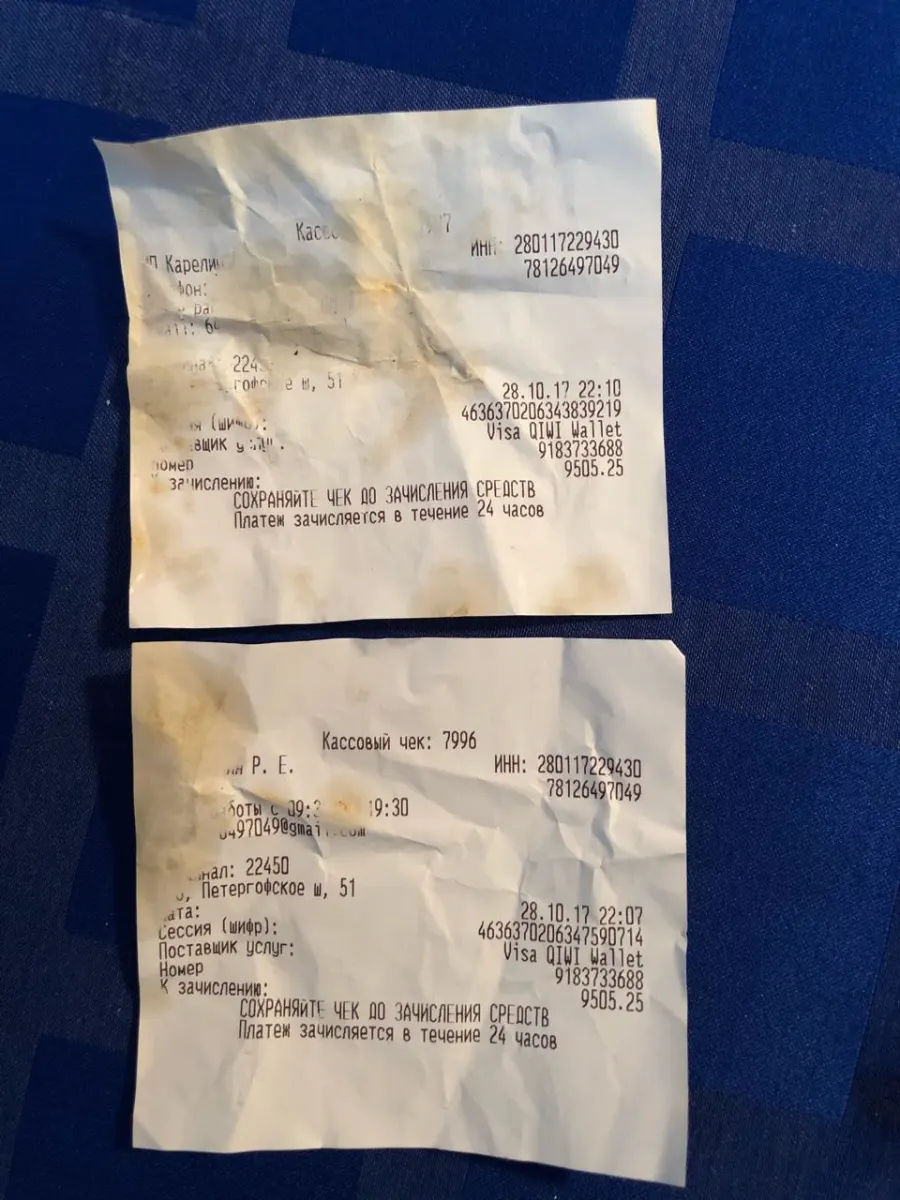 ИНН: 280117229430
78126497049
224
ш, 51
28.10.17 22:10
4636370206343839219
Visa QIWI Wallet
9183733688
9505.25
зачислению:
СОХРАНЯЙТЕ ЧЕК ДО ЗАЧИСЛЕНИЯ СРЕДСТВ
Платеж зачисляется в течение 24 часов
Кассовый чек: 7996
Р. Е. ИНН: 280117229430
78126497049
с 19:30
22450
Петергофское ш, 51
28.10.17 22:07
Сессия (шифр): 4636370206347590714
Поставщик услуг: Visa QIWI Wallet
Номер 9183733688
К зачислению: 9505.25
СОХРАНЯЙТЕ ЧЕК ДО ЗАЧИСЛЕНИЯ СРЕДСТВ
Платеж зачисляется в течение 24 часов